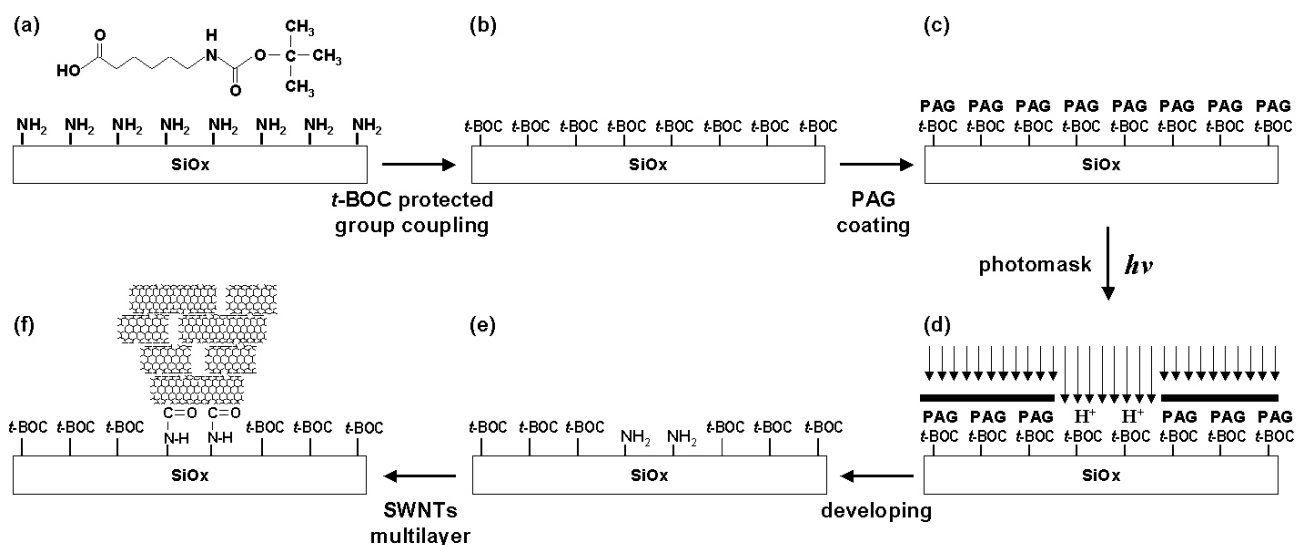 (a)
O
HO
H
N
O
O
C
CH3
CH3
CH3
NH2 NH2 NH2 NH2 NH2 NH2 NH2 NH2
SiOx
t-BOC protected
group coupling
(b)
t-BOC t-BOC t-BOC t-BOC t-BOC t-BOC t-BOC t-BOC
SiOx
PAG
coating
(c)
PAG PAG PAG PAG PAG PAG PAG PAG
t-BOC t-BOC t-BOC t-BOC t-BOC t-BOC t-BOC t-BOC
SiOx
photomask hν
(d)
PAG PAG PAG H+ H+ PAG PAG PAG
t-BOC t-BOC t-BOC t-BOC t-BOC t-BOC t-BOC t-BOC
SiOx
developing
(e)
t-BOC t-BOC t-BOC NH2 NH2 t-BOC t-BOC t-BOC
SiOx
SWNTs
multilayer
(f)
C=O C=O
t-BOC t-BOC t-BOC N-H N-H t-BOC t-BOC t-BOC
SiOx